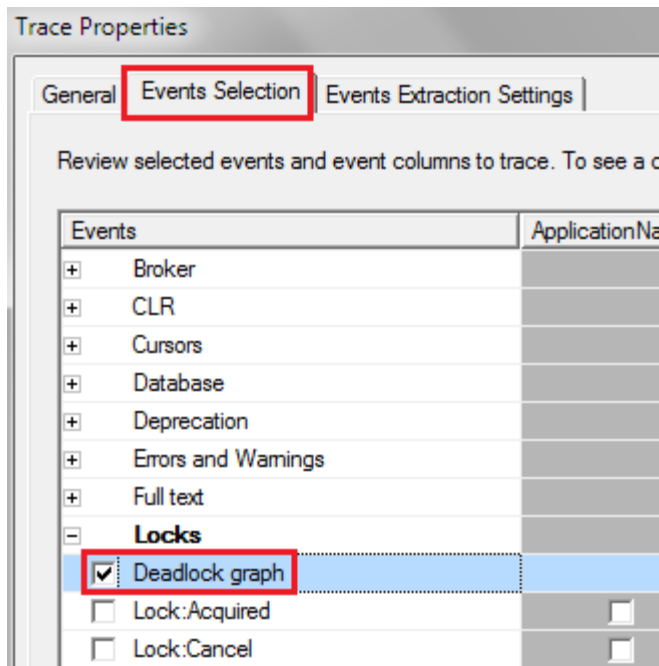 Trace Properties
General Events Selection Events Extraction Settings
Review selected events and event columns to trace. To see a
Events ApplicationNa
Broker
CLR
Cursors
Database
Deprecation
Errors and Warnings
Full text
Locks
Deadlock graph
Lock:Acquired
Lock:Cancel